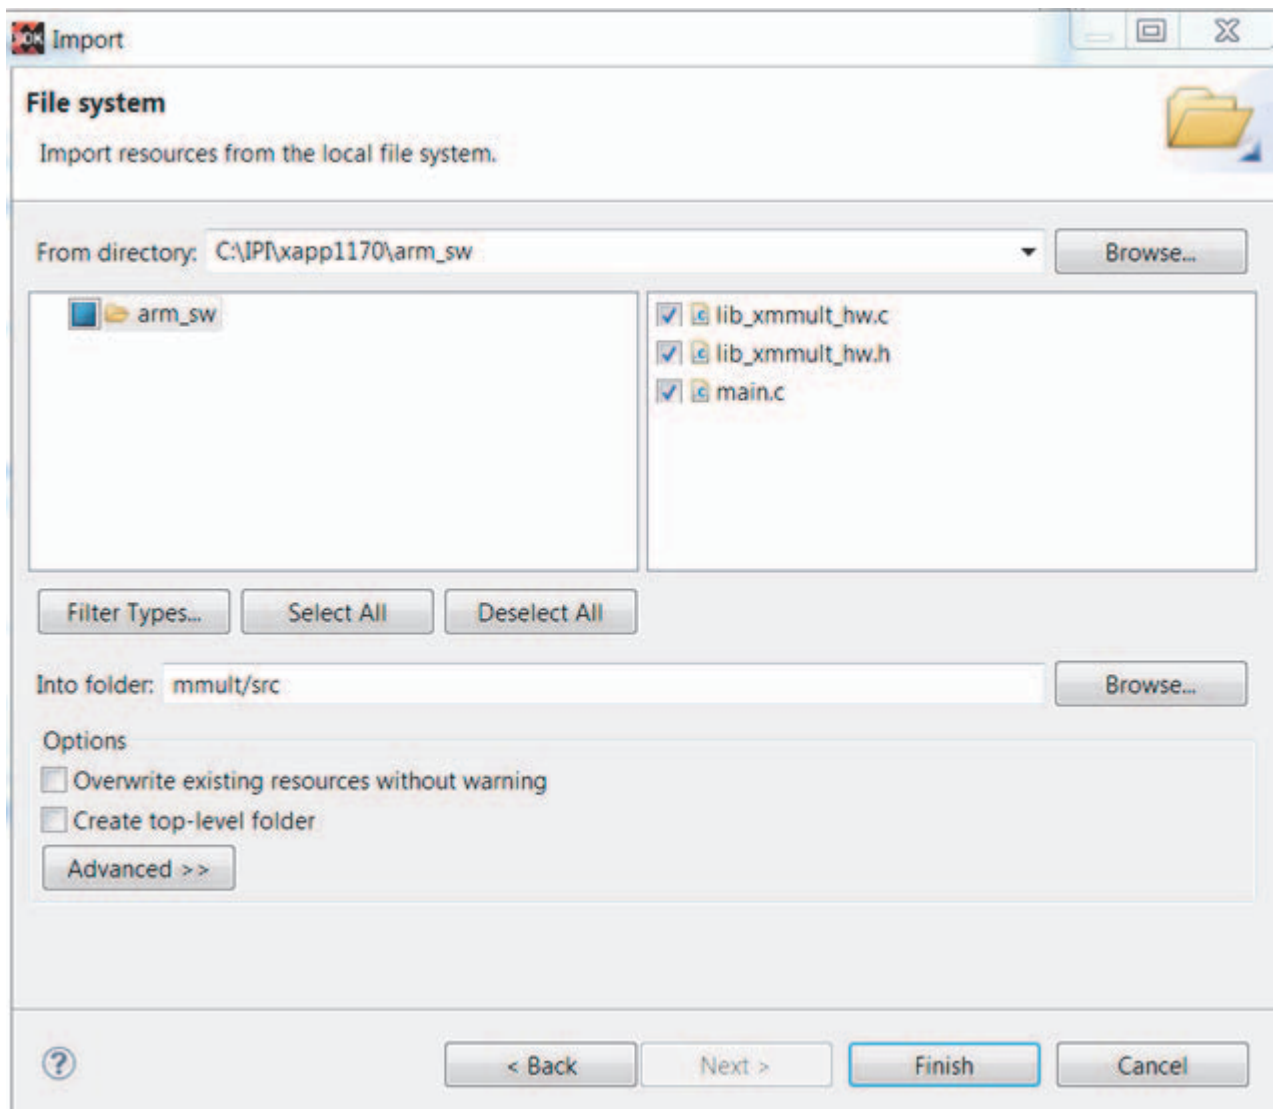 Import
File system
Import resources from the local file system.
From directory: C:\IPI\xapp1170\arm_sw Browse...
arm_sw
lib_xmmult_hw.c
lib_xmmult_hw.h
main.c
Filter Types... Select All Deselect All
Into folder: mmult/src Browse...
Options
Overwrite existing resources without warning
Create top-level folder
Advanced >>
? < Back Next > Finish Cancel